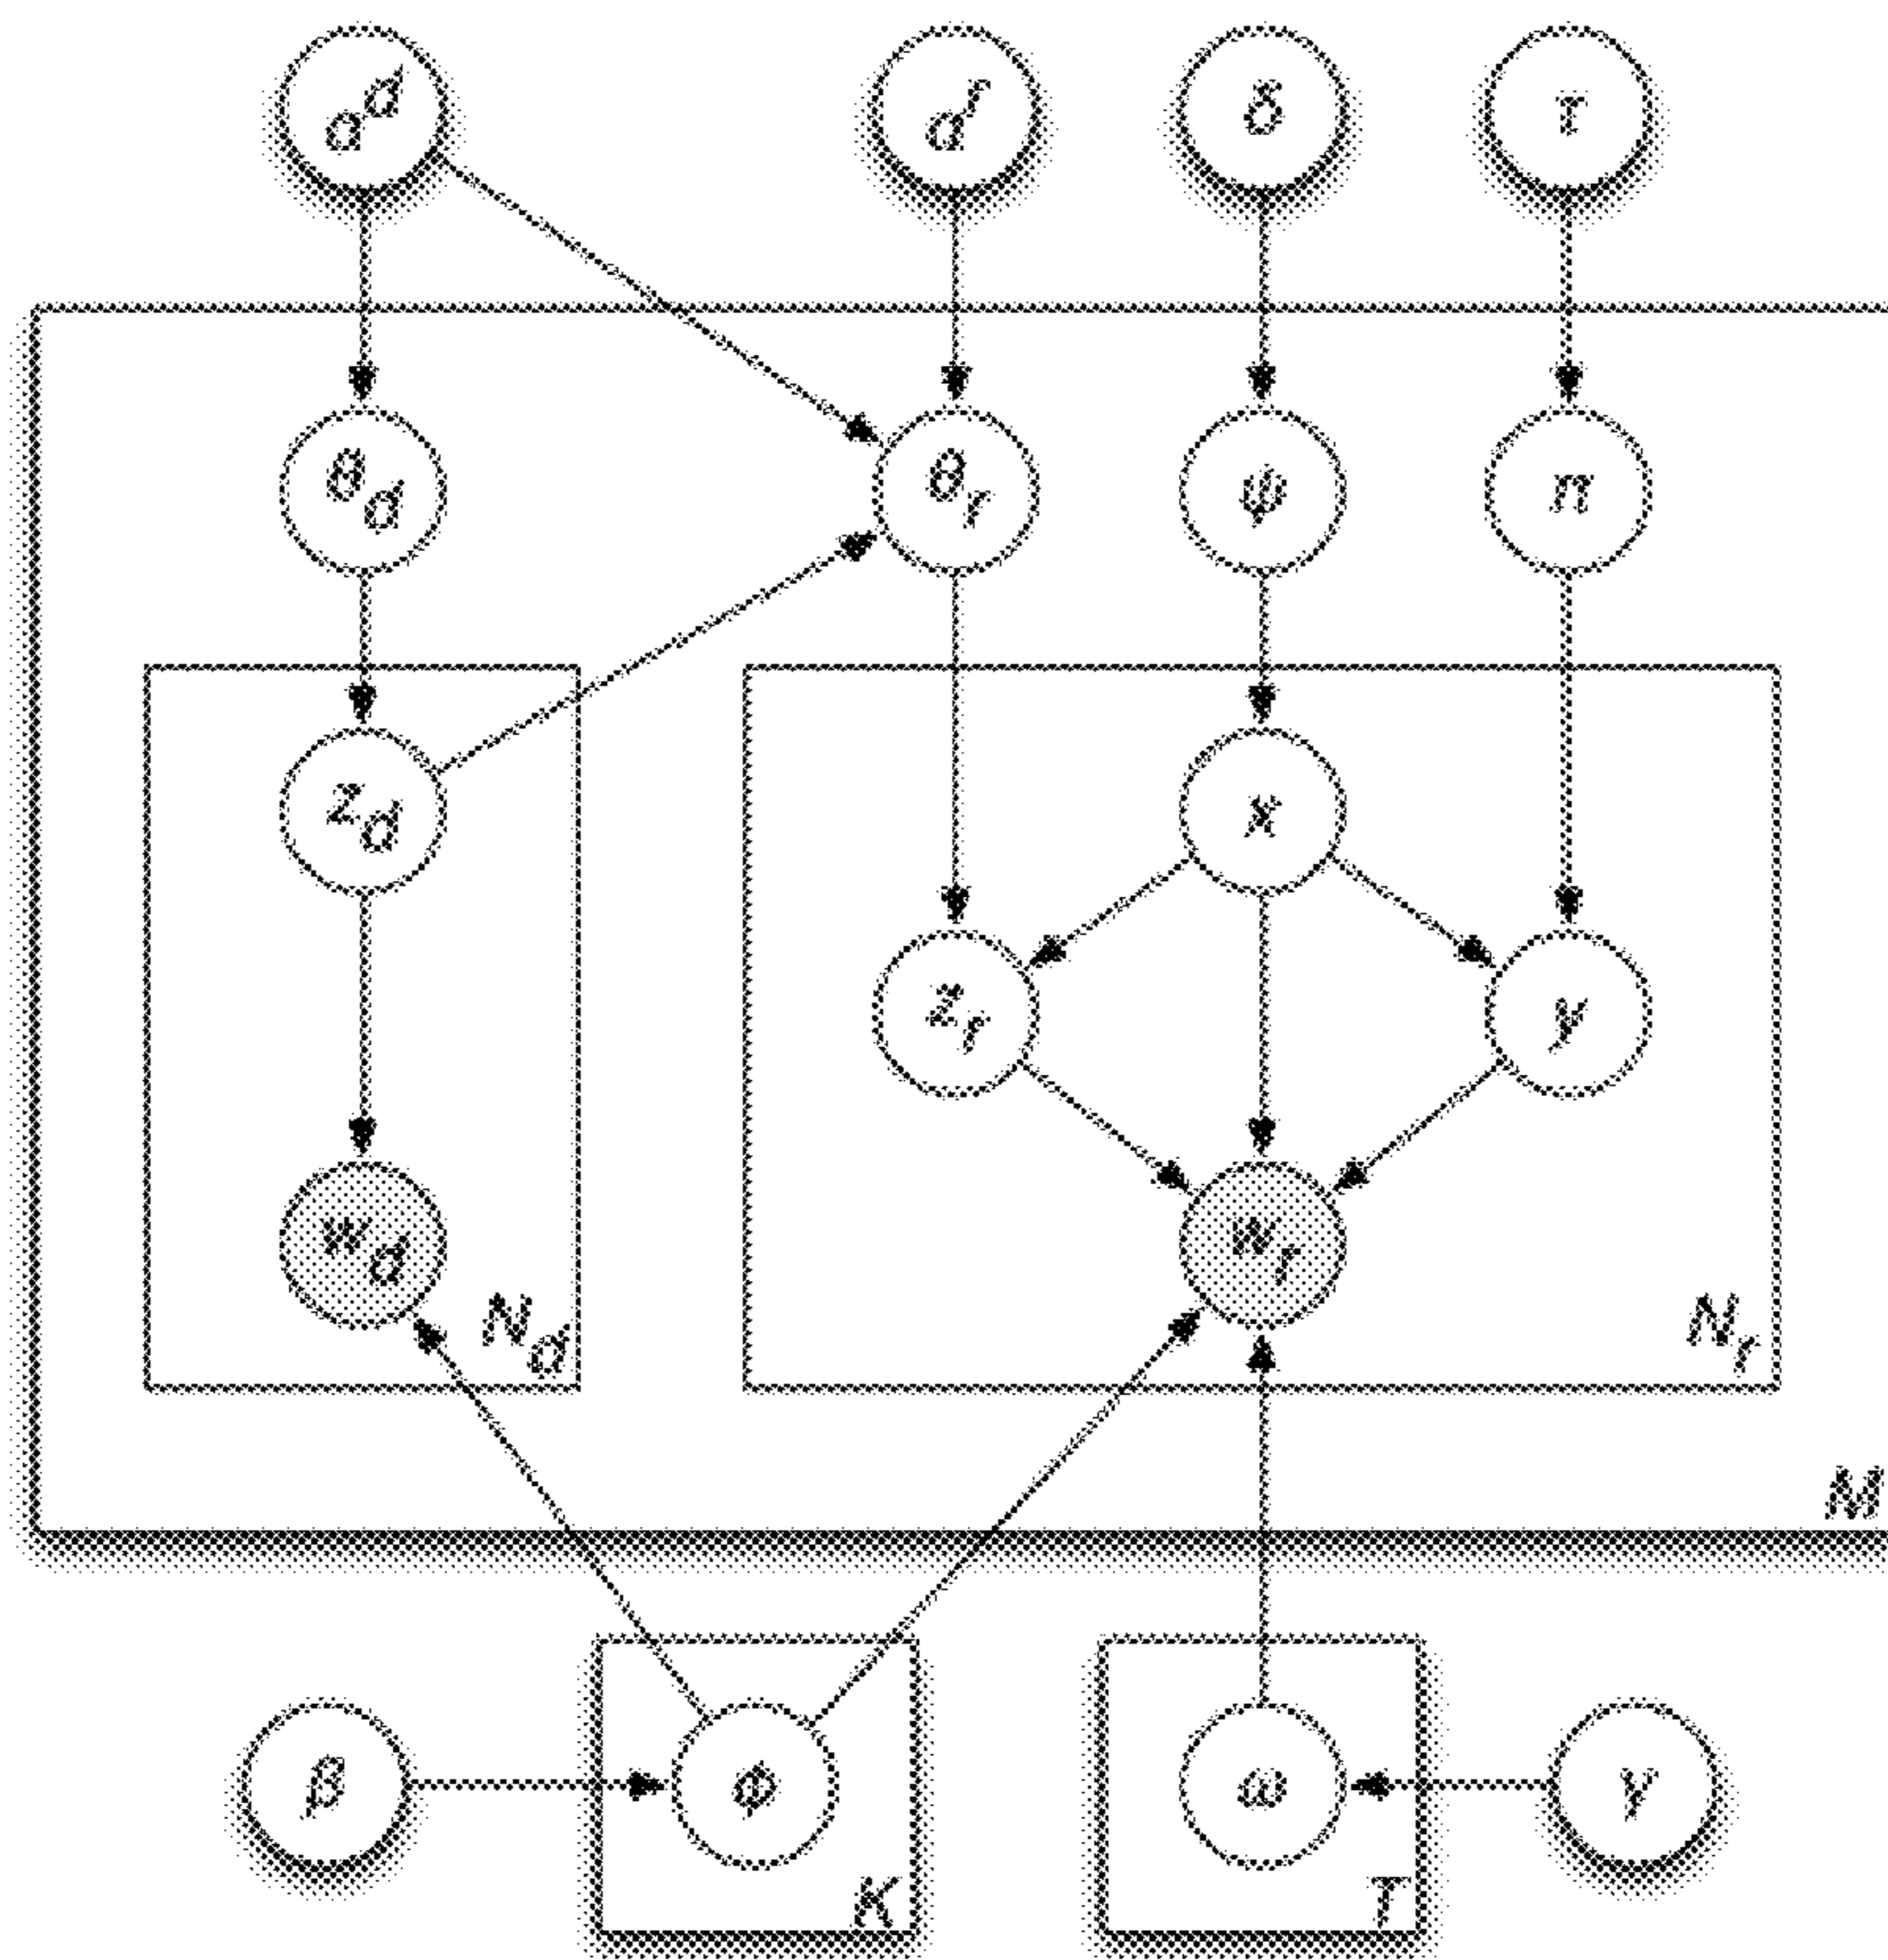 α^d α^r δ τ
θ_d θ_r ψ π
z_d x
z_r y
w_d w_r
N_d N_r
M
β ϕ ω γ
K T